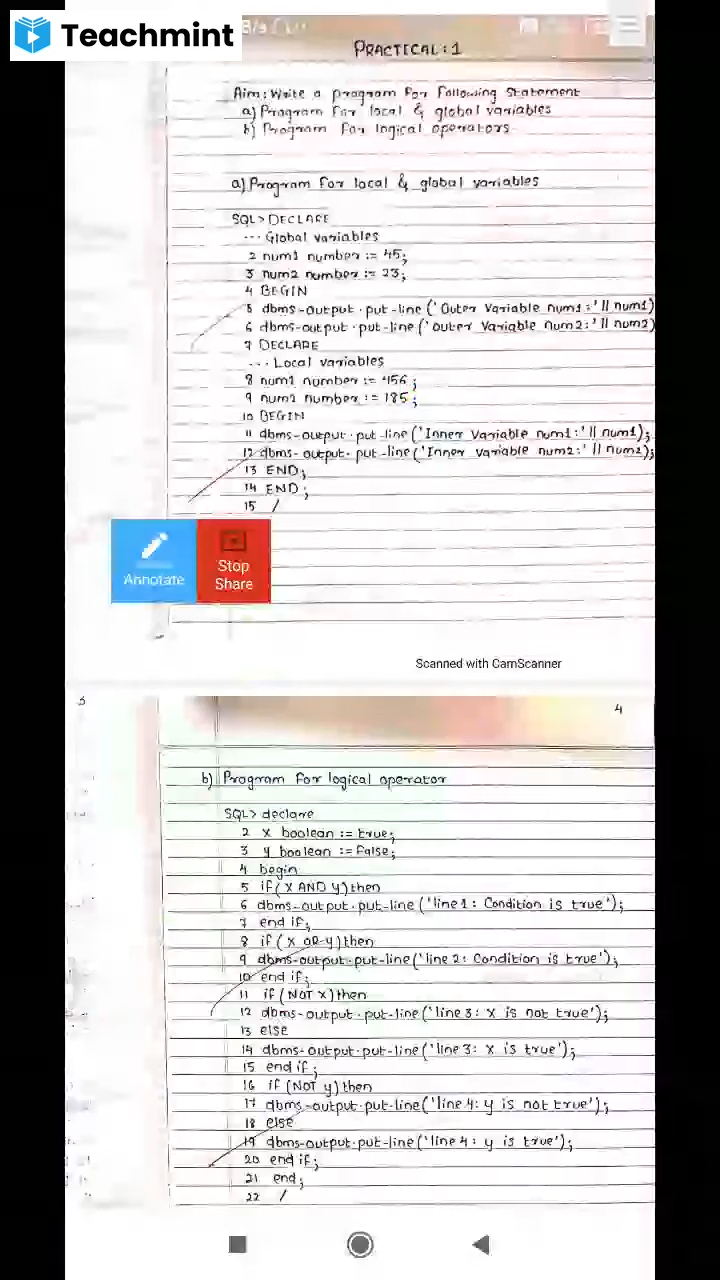 Teachmint
PRACTICAL:1
Aim: Write a program for following statement
a) Program for local & global variables
b) Program for logical operators
a) Program for local & global variables
SQL> DECLARE
--- Global variables
2 num1 number := 45;
3 num2 number := 23;
4 BEGIN
5 dbms-output.put-line ('Outer Variable num1:' || num1)
6 dbms-output.put-line ('outer Variable num2:' || num2)
7 DECLARE
--- Local variables
8 num1 number := 456;
9 num2 number := 185;
10 BEGIN
11 dbms-output.put-line ('Inner Variable num1:' || num1);
12 dbms-output.put-line ('Inner variable num2:' || num2);
13 END;
14 END;
15 /
Annotate
Stop
Share
Scanned with CamScanner
3
4
b) Program for logical operator
SQL> declare
2 x boolean := true;
3 y boolean := false;
4 begin
5 if (X AND Y) then
6 dbms-output.put-line ('line 1: Condition is true');
7 end if;
8 if (X OR Y) then
9 dbms-output.put-line ('line 2: Condition is true');
10 end if;
11 if (NOT X) then
12 dbms-output.put-line ('line 3: x is not true');
13 else
14 dbms-output.put-line ('line 3: x is true');
15 end if;
16 if (NOT y) then
17 dbms-output.put-line ('line 4: y is not true');
18 else
19 dbms-output.put-line ('line 4: y is true');
20 end if;
21 end;
22 /